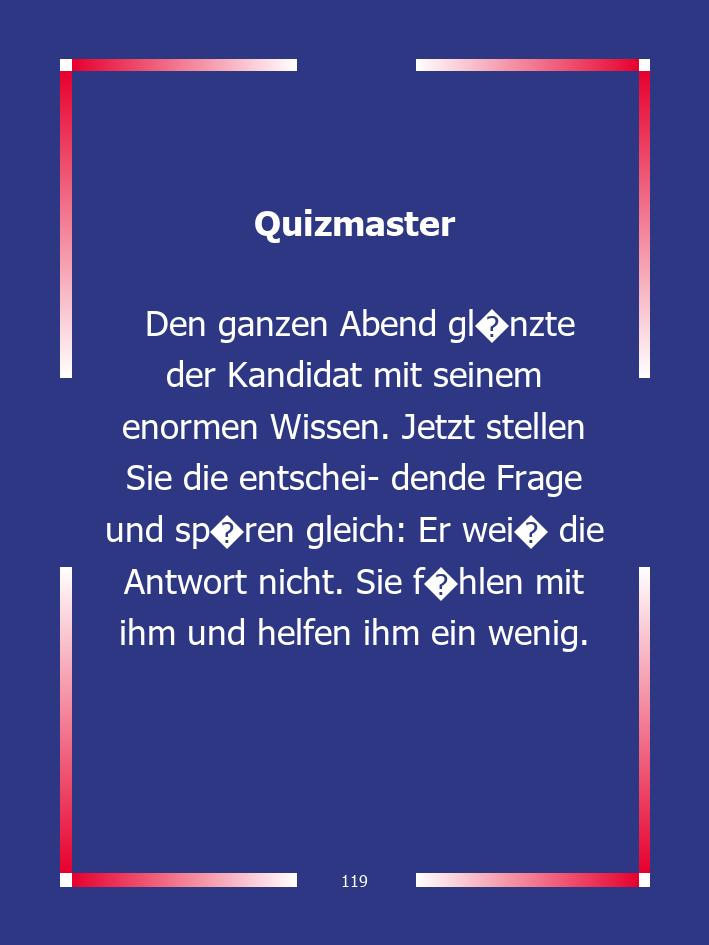 Quizmaster
Den ganzen Abend gl�nzte
der Kandidat mit seinem
enormen Wissen. Jetzt stellen
Sie die entschei- dende Frage
und sp�ren gleich: Er wei� die
Antwort nicht. Sie f�hlen mit
ihm und helfen ihm ein wenig.
119